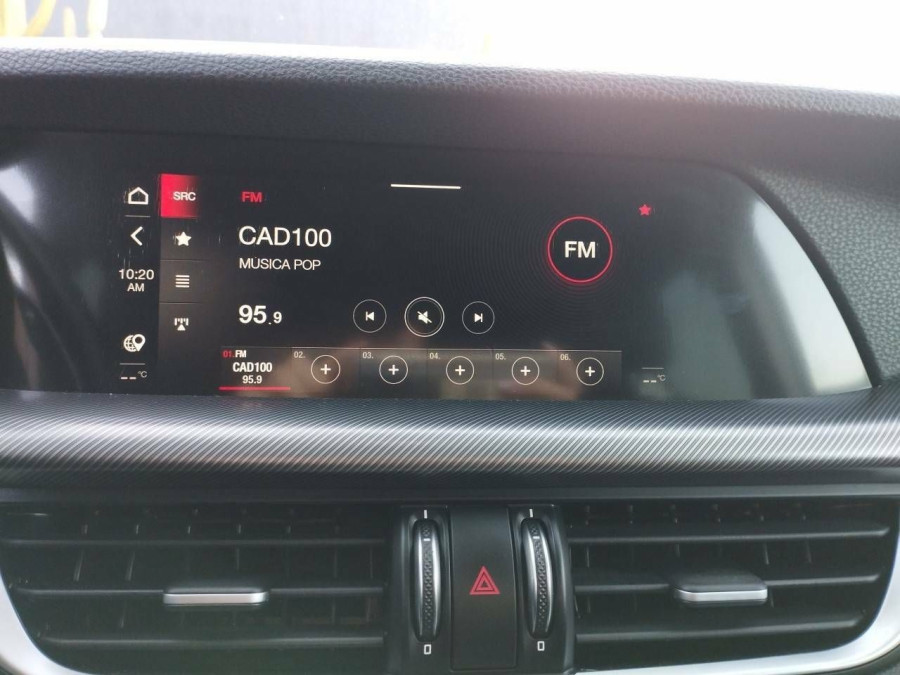 SRC
FM
CAD100
MÚSICA POP
FM
10:20
AM
95.9
-- °C
01.FM
CAD100
95.9
02.
03.
04.
05.
06.
-- °C